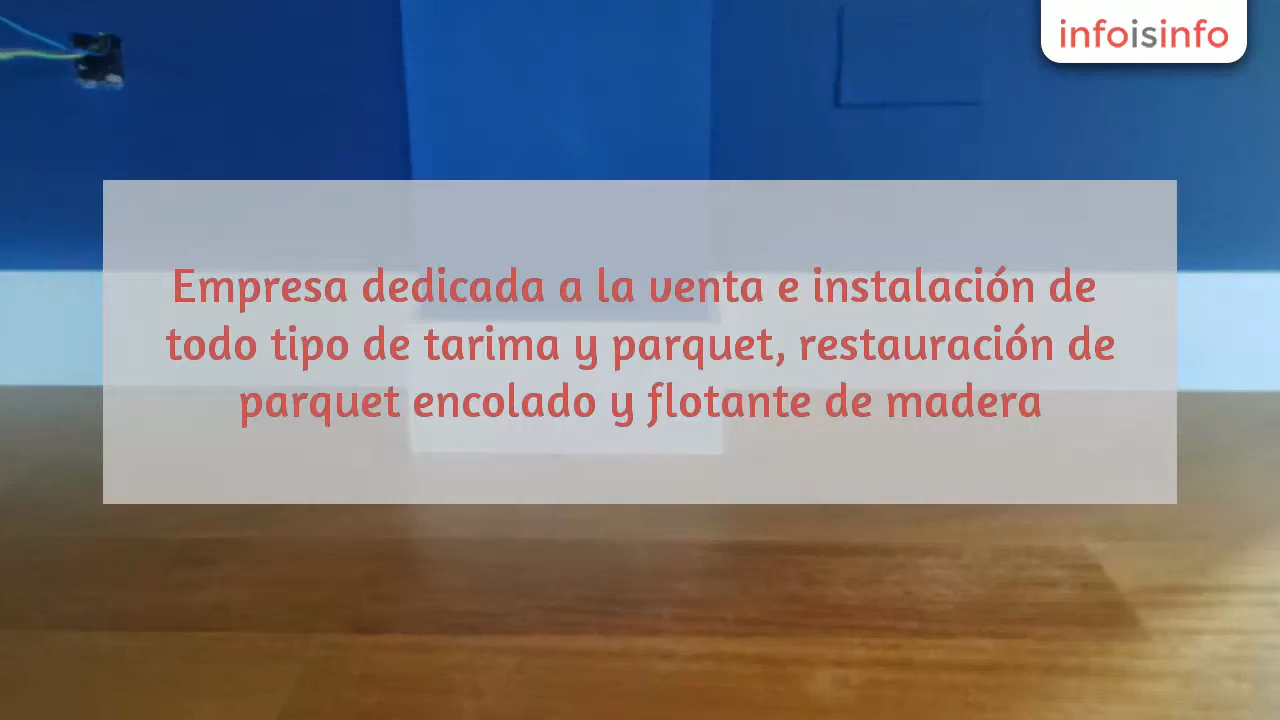 infoisinfo
Empresa dedicada a la venta e instalación de
todo tipo de tarima y parquet, restauración de
parquet encolado y flotante de madera